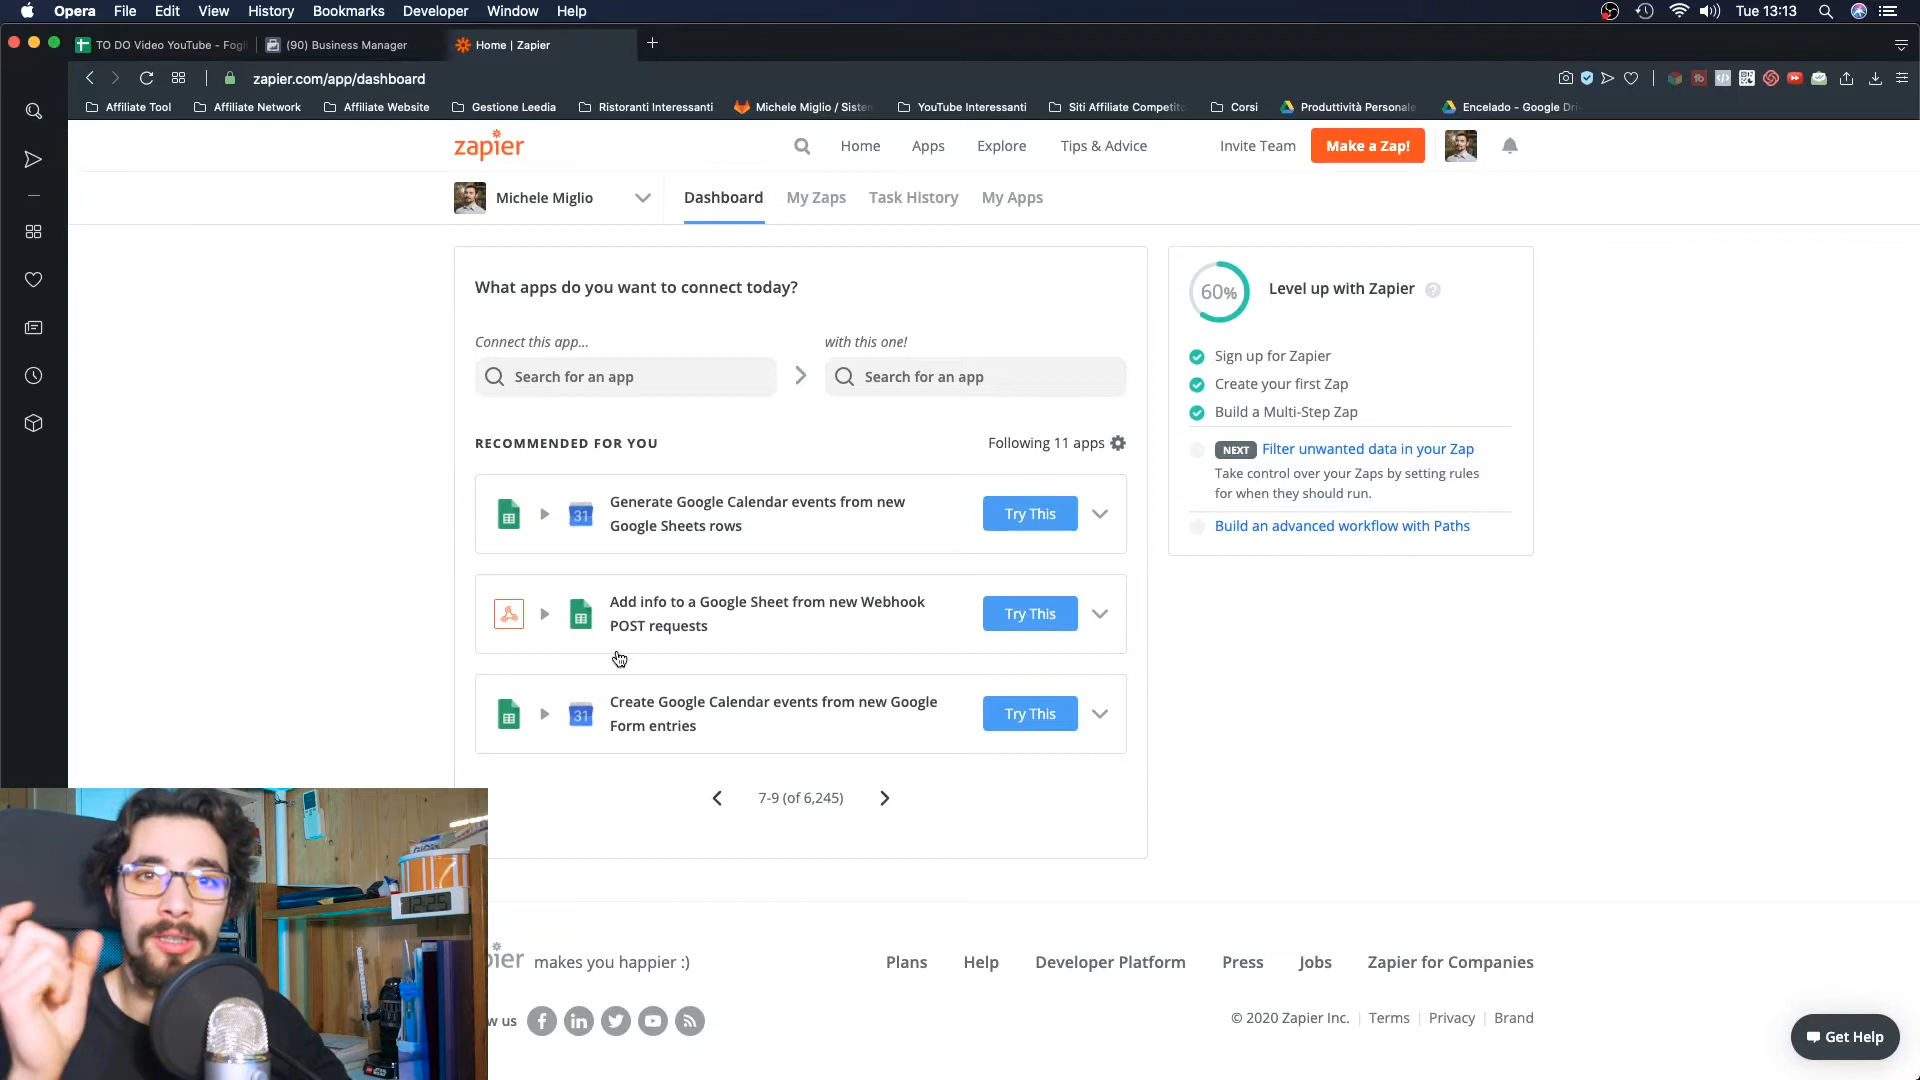 Opera File Edit View History Bookmarks Developer Window Help Tue 13:13
TO DO Video YouTube - Fogli (90) Business Manager Home | Zapier
zapier.com/app/dashboard
Affiliate Tool Affiliate Network Affiliate Website Gestione Leedia Ristoranti Interessanti Michele Miglio / Sistem YouTube Interessanti Siti Affiliate Competito Corsi Produttività Personale Encelado - Google Dri
zapier Home Apps Explore Tips & Advice Invite Team Make a Zap!
Michele Miglio Dashboard My Zaps Task History My Apps
What apps do you want to connect today?
Connect this app... with this one!
Search for an app Search for an app
RECOMMENDED FOR YOU Following 11 apps
31 Generate Google Calendar events from new
Google Sheets rows
Try This
Add info to a Google Sheet from new Webhook
POST requests
Try This
31 Create Google Calendar events from new Google
Form entries
Try This
7-9 (of 6,245)
60% Level up with Zapier ?
Sign up for Zapier
Create your first Zap
Build a Multi-Step Zap
NEXT Filter unwanted data in your Zap
Take control over your Zaps by setting rules
for when they should run.
Build an advanced workflow with Paths
12:25
pier makes you happier :) Plans Help Developer Platform Press Jobs Zapier for Companies
w us © 2020 Zapier Inc. | Terms | Privacy | Brand
Get Help